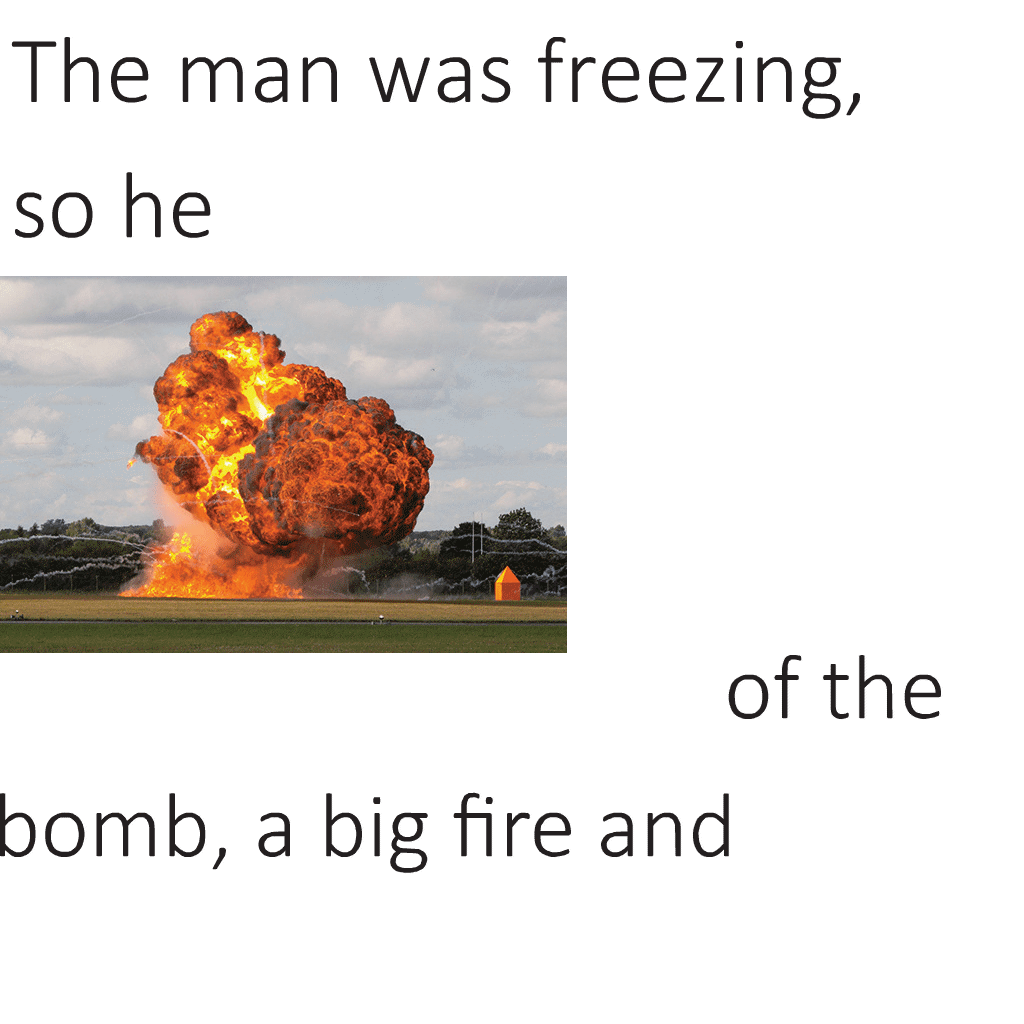 The man was freezing,
so he
of the
bomb, a big fire and